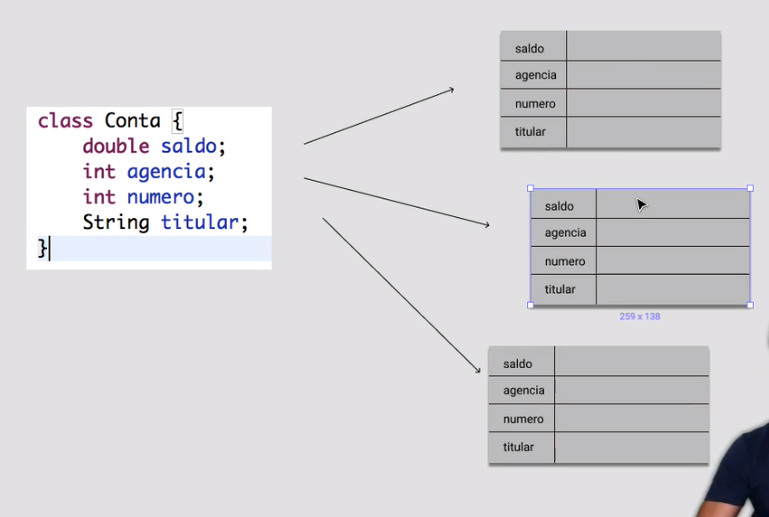 class Conta {
double saldo;
int agencia;
int numero;
String titular;
}
saldo
agencia
numero
titular
saldo
agencia
numero
titular
259 x 138
saldo
agencia
numero
titular